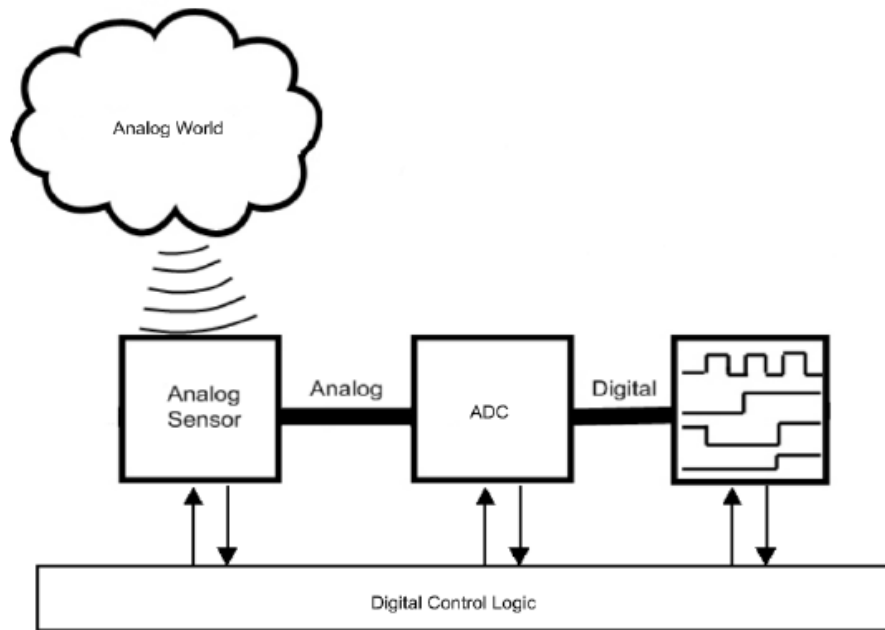 Analog World
Analog
Sensor
Analog
ADC
Digital
Digital Control Logic